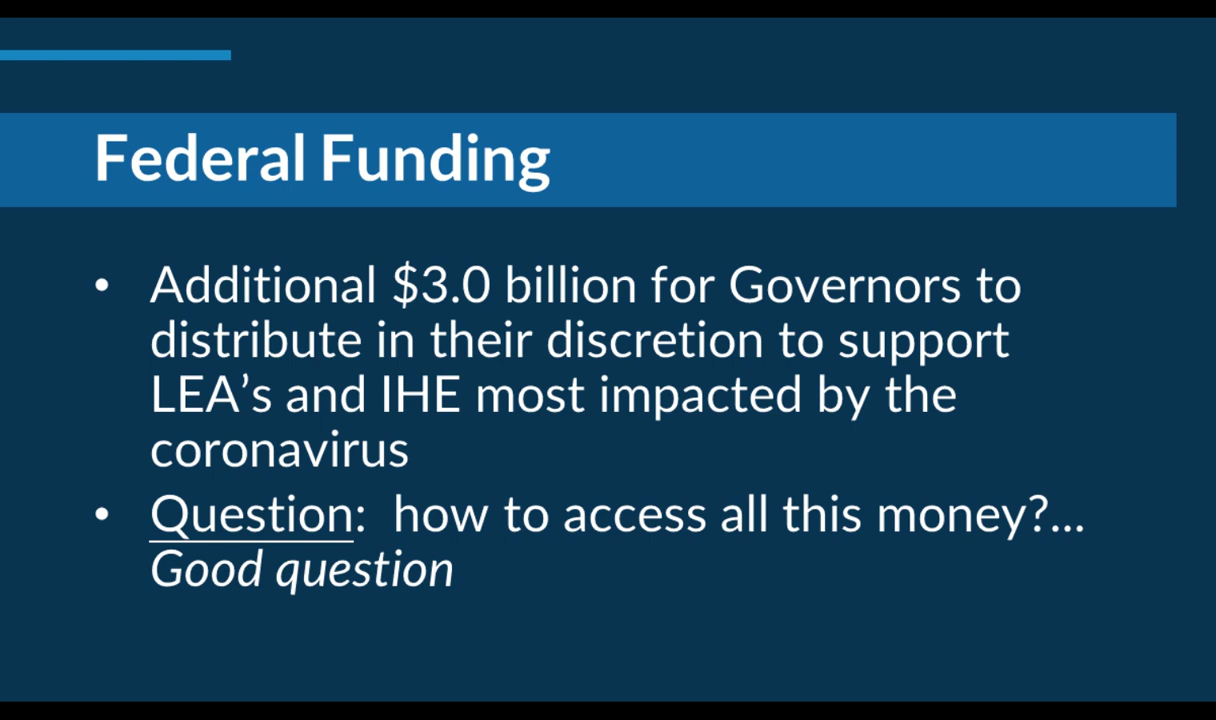 Federal Funding
• Additional $3.0 billion for Governors to
distribute in their discretion to support
LEA’s and IHE most impacted by the
coronavirus
• Question:  how to access all this money?...
Good question